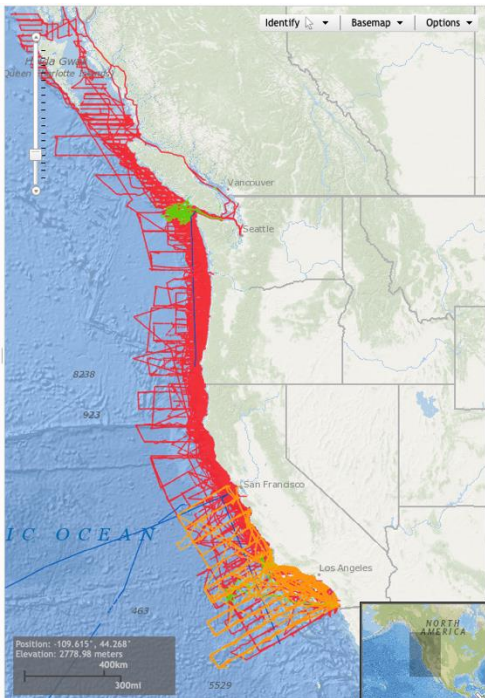 Identify Basemap Options
Haida Gwaii
Queen Charlotte Islands
Vancouver
Seattle
8238
923
San Francisco
IC OCEAN
Los Angeles
463
NORTH
AMERICA
Position: -109.615°, 44.268°
Elevation: 2778.98 meters
400km
300mi
5529